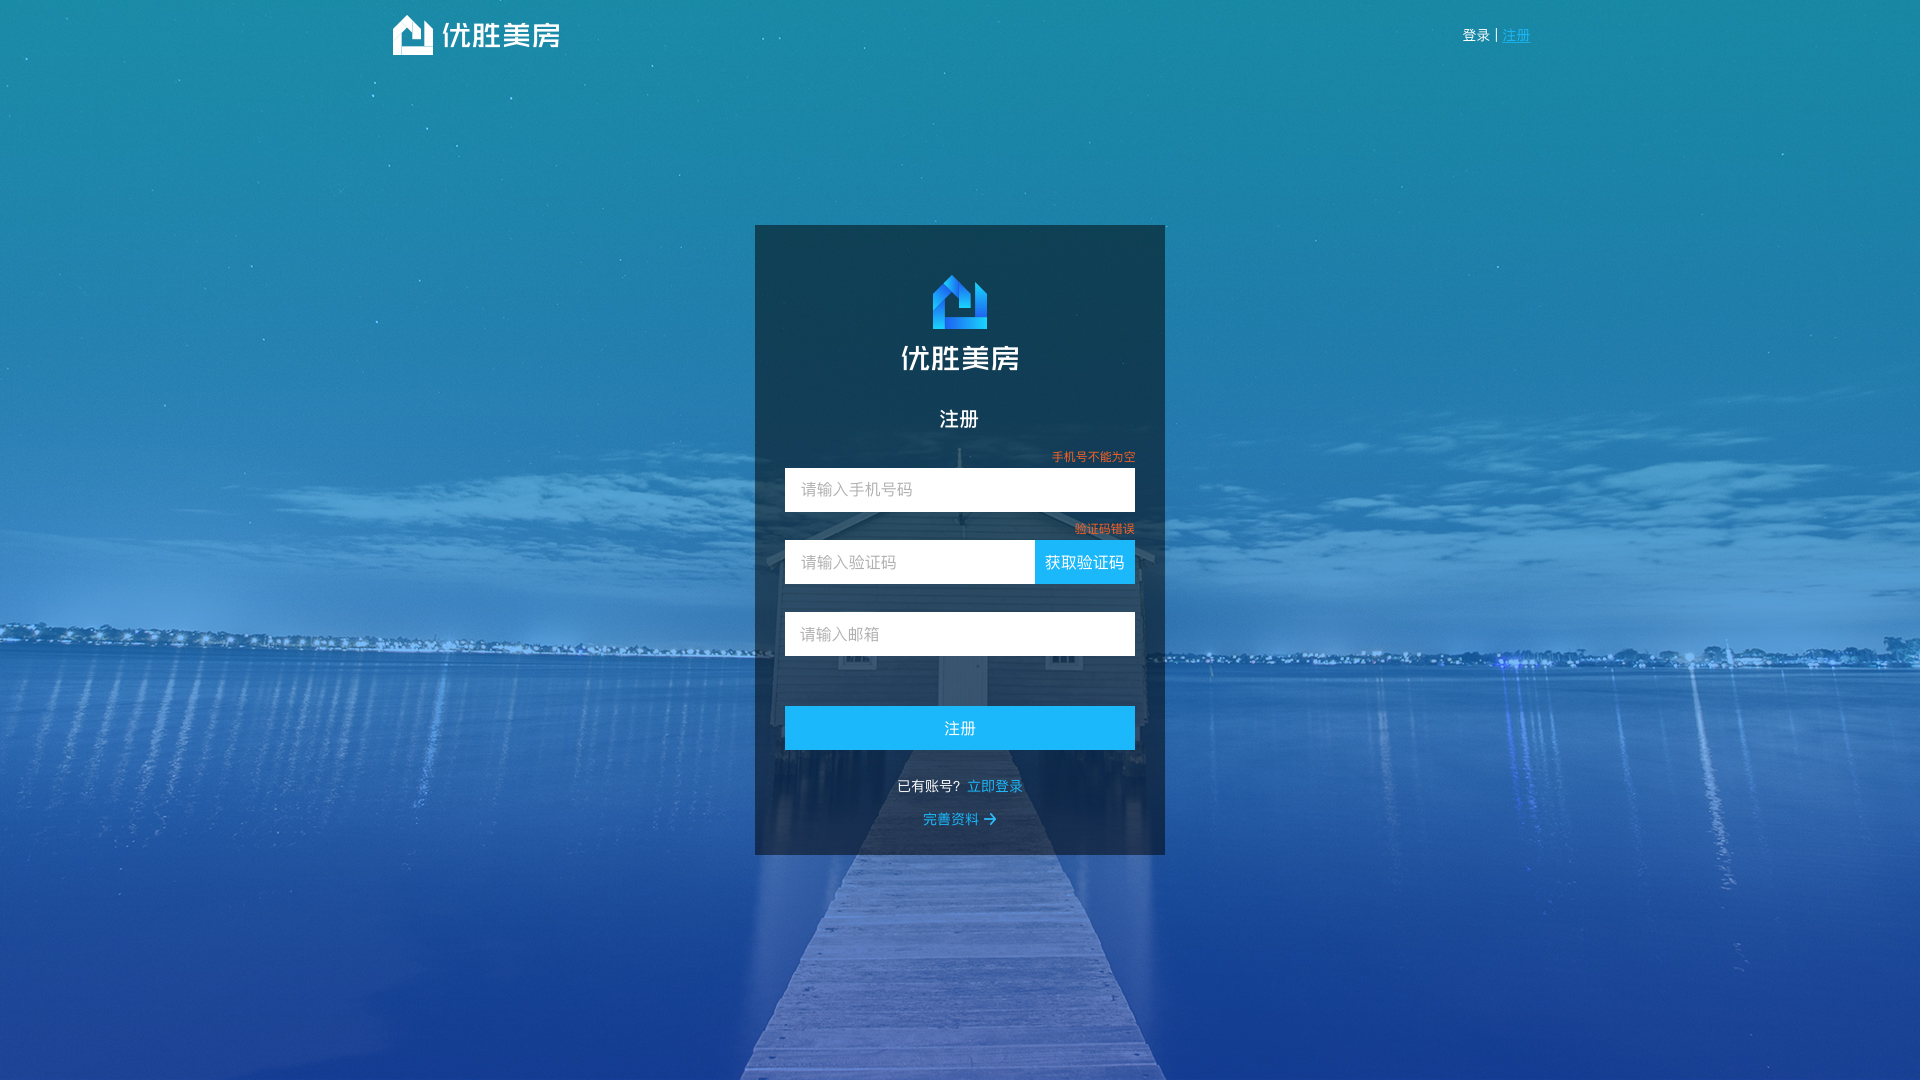 优胜美房
登录 | 注册
优胜美房
注册
手机号不能为空
请输入手机号码
验证码错误
请输入验证码
获取验证码
请输入邮箱
注册
已有账号? 立即登录
完善资料 →